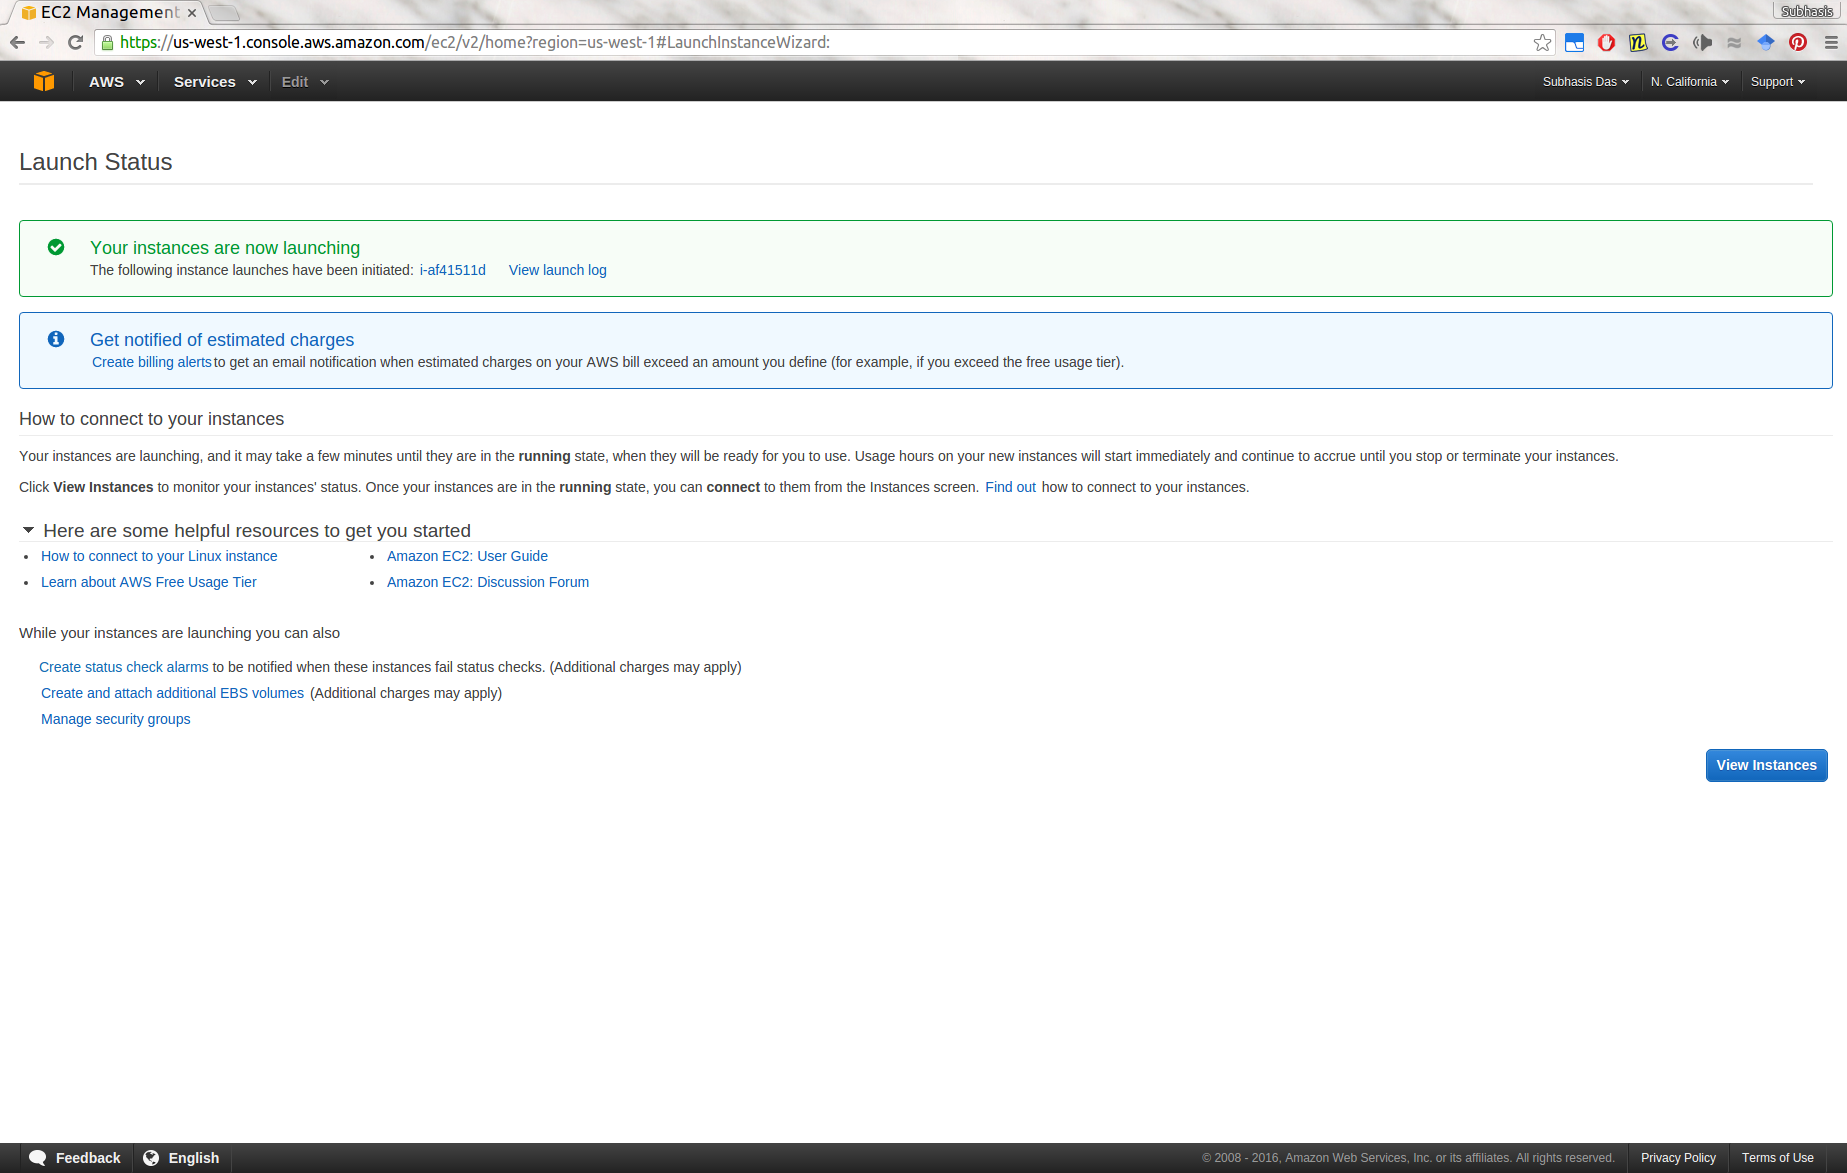 EC2 Management
Subhasis
https://us-west-1.console.aws.amazon.com/ec2/v2/home?region=us-west-1#LaunchInstanceWizard:
AWS Services Edit Subhasis Das N. California Support
Launch Status
Your instances are now launching
The following instance launches have been initiated: i-af41511d View launch log
Get notified of estimated charges
Create billing alerts to get an email notification when estimated charges on your AWS bill exceed an amount you define (for example, if you exceed the free usage tier).
How to connect to your instances
Your instances are launching, and it may take a few minutes until they are in the running state, when they will be ready for you to use. Usage hours on your new instances will start immediately and continue to accrue until you stop or terminate your instances.
Click View Instances to monitor your instances' status. Once your instances are in the running state, you can connect to them from the Instances screen. Find out how to connect to your instances.
Here are some helpful resources to get you started
How to connect to your Linux instance
Learn about AWS Free Usage Tier
Amazon EC2: User Guide
Amazon EC2: Discussion Forum
While your instances are launching you can also
Create status check alarms to be notified when these instances fail status checks. (Additional charges may apply)
Create and attach additional EBS volumes (Additional charges may apply)
Manage security groups
View Instances
Feedback English © 2008 - 2016, Amazon Web Services, Inc. or its affiliates. All rights reserved. Privacy Policy Terms of Use